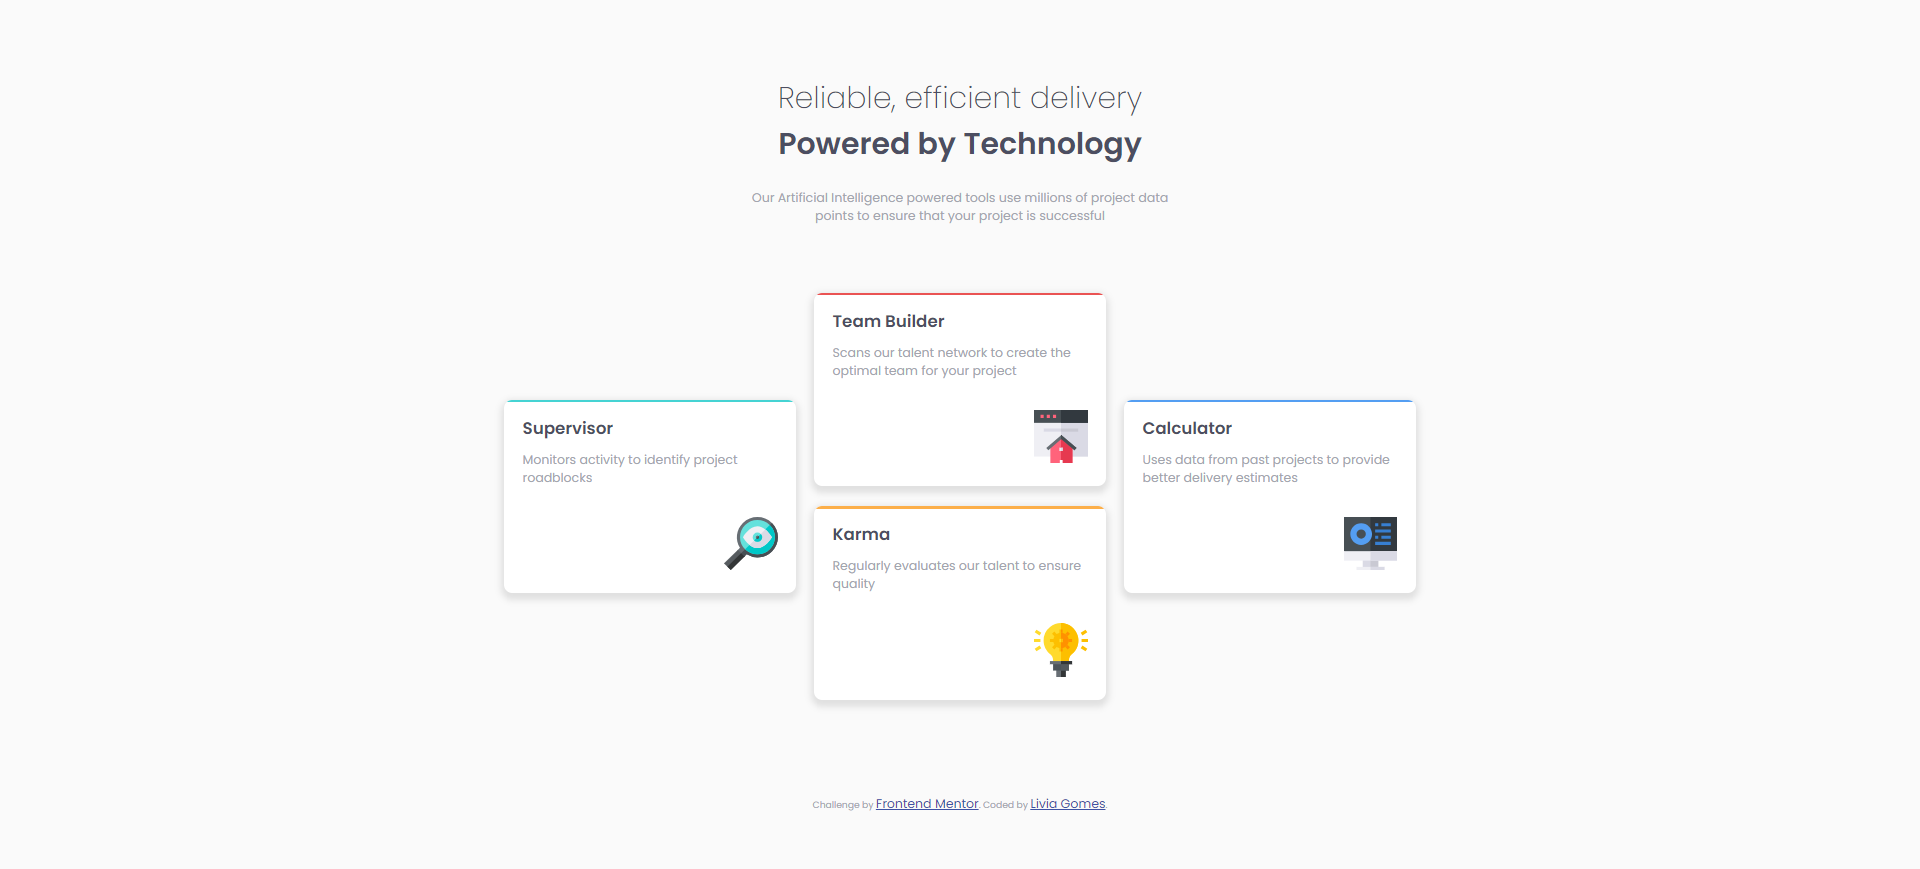 Reliable, efficient delivery
Powered by Technology
Our Artificial Intelligence powered tools use millions of project data
points to ensure that your project is successful
Supervisor
Monitors activity to identify project
roadblocks
Team Builder
Scans our talent network to create the
optimal team for your project
Karma
Regularly evaluates our talent to ensure
quality
Calculator
Uses data from past projects to provide
better delivery estimates
Challenge by Frontend Mentor. Coded by Livia Gomes.